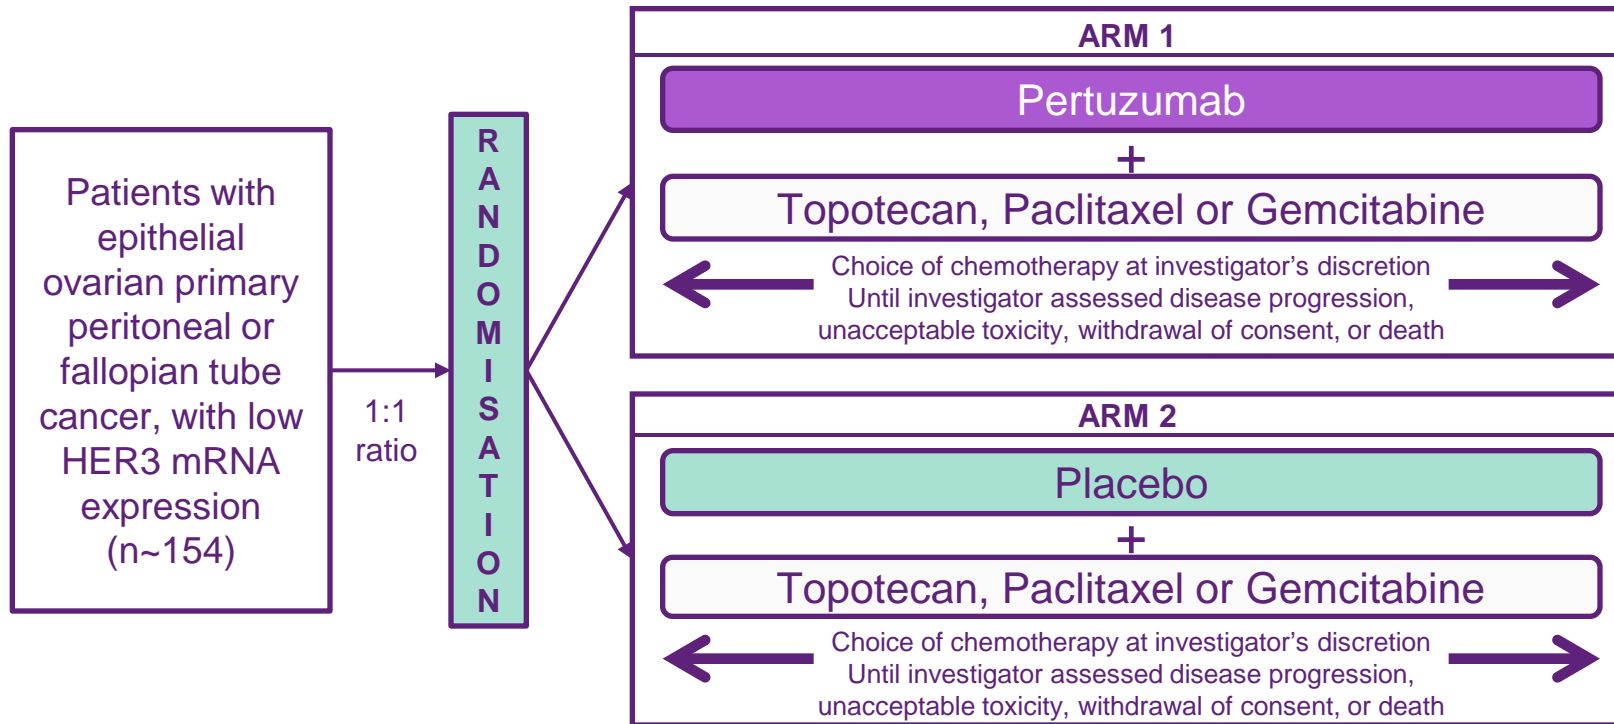 Patients with
epithelial
ovarian primary
peritoneal or
fallopian tube
cancer, with low
HER3 mRNA
expression
(n~154)
1:1
ratio
R
A
N
D
O
M
I
S
A
T
I
O
N
ARM 1
Pertuzumab
+
Topotecan, Paclitaxel or Gemcitabine
Choice of chemotherapy at investigator’s discretion
Until investigator assessed disease progression,
unacceptable toxicity, withdrawal of consent, or death
ARM 2
Placebo
+
Topotecan, Paclitaxel or Gemcitabine
Choice of chemotherapy at investigator’s discretion
Until investigator assessed disease progression,
unacceptable toxicity, withdrawal of consent, or death